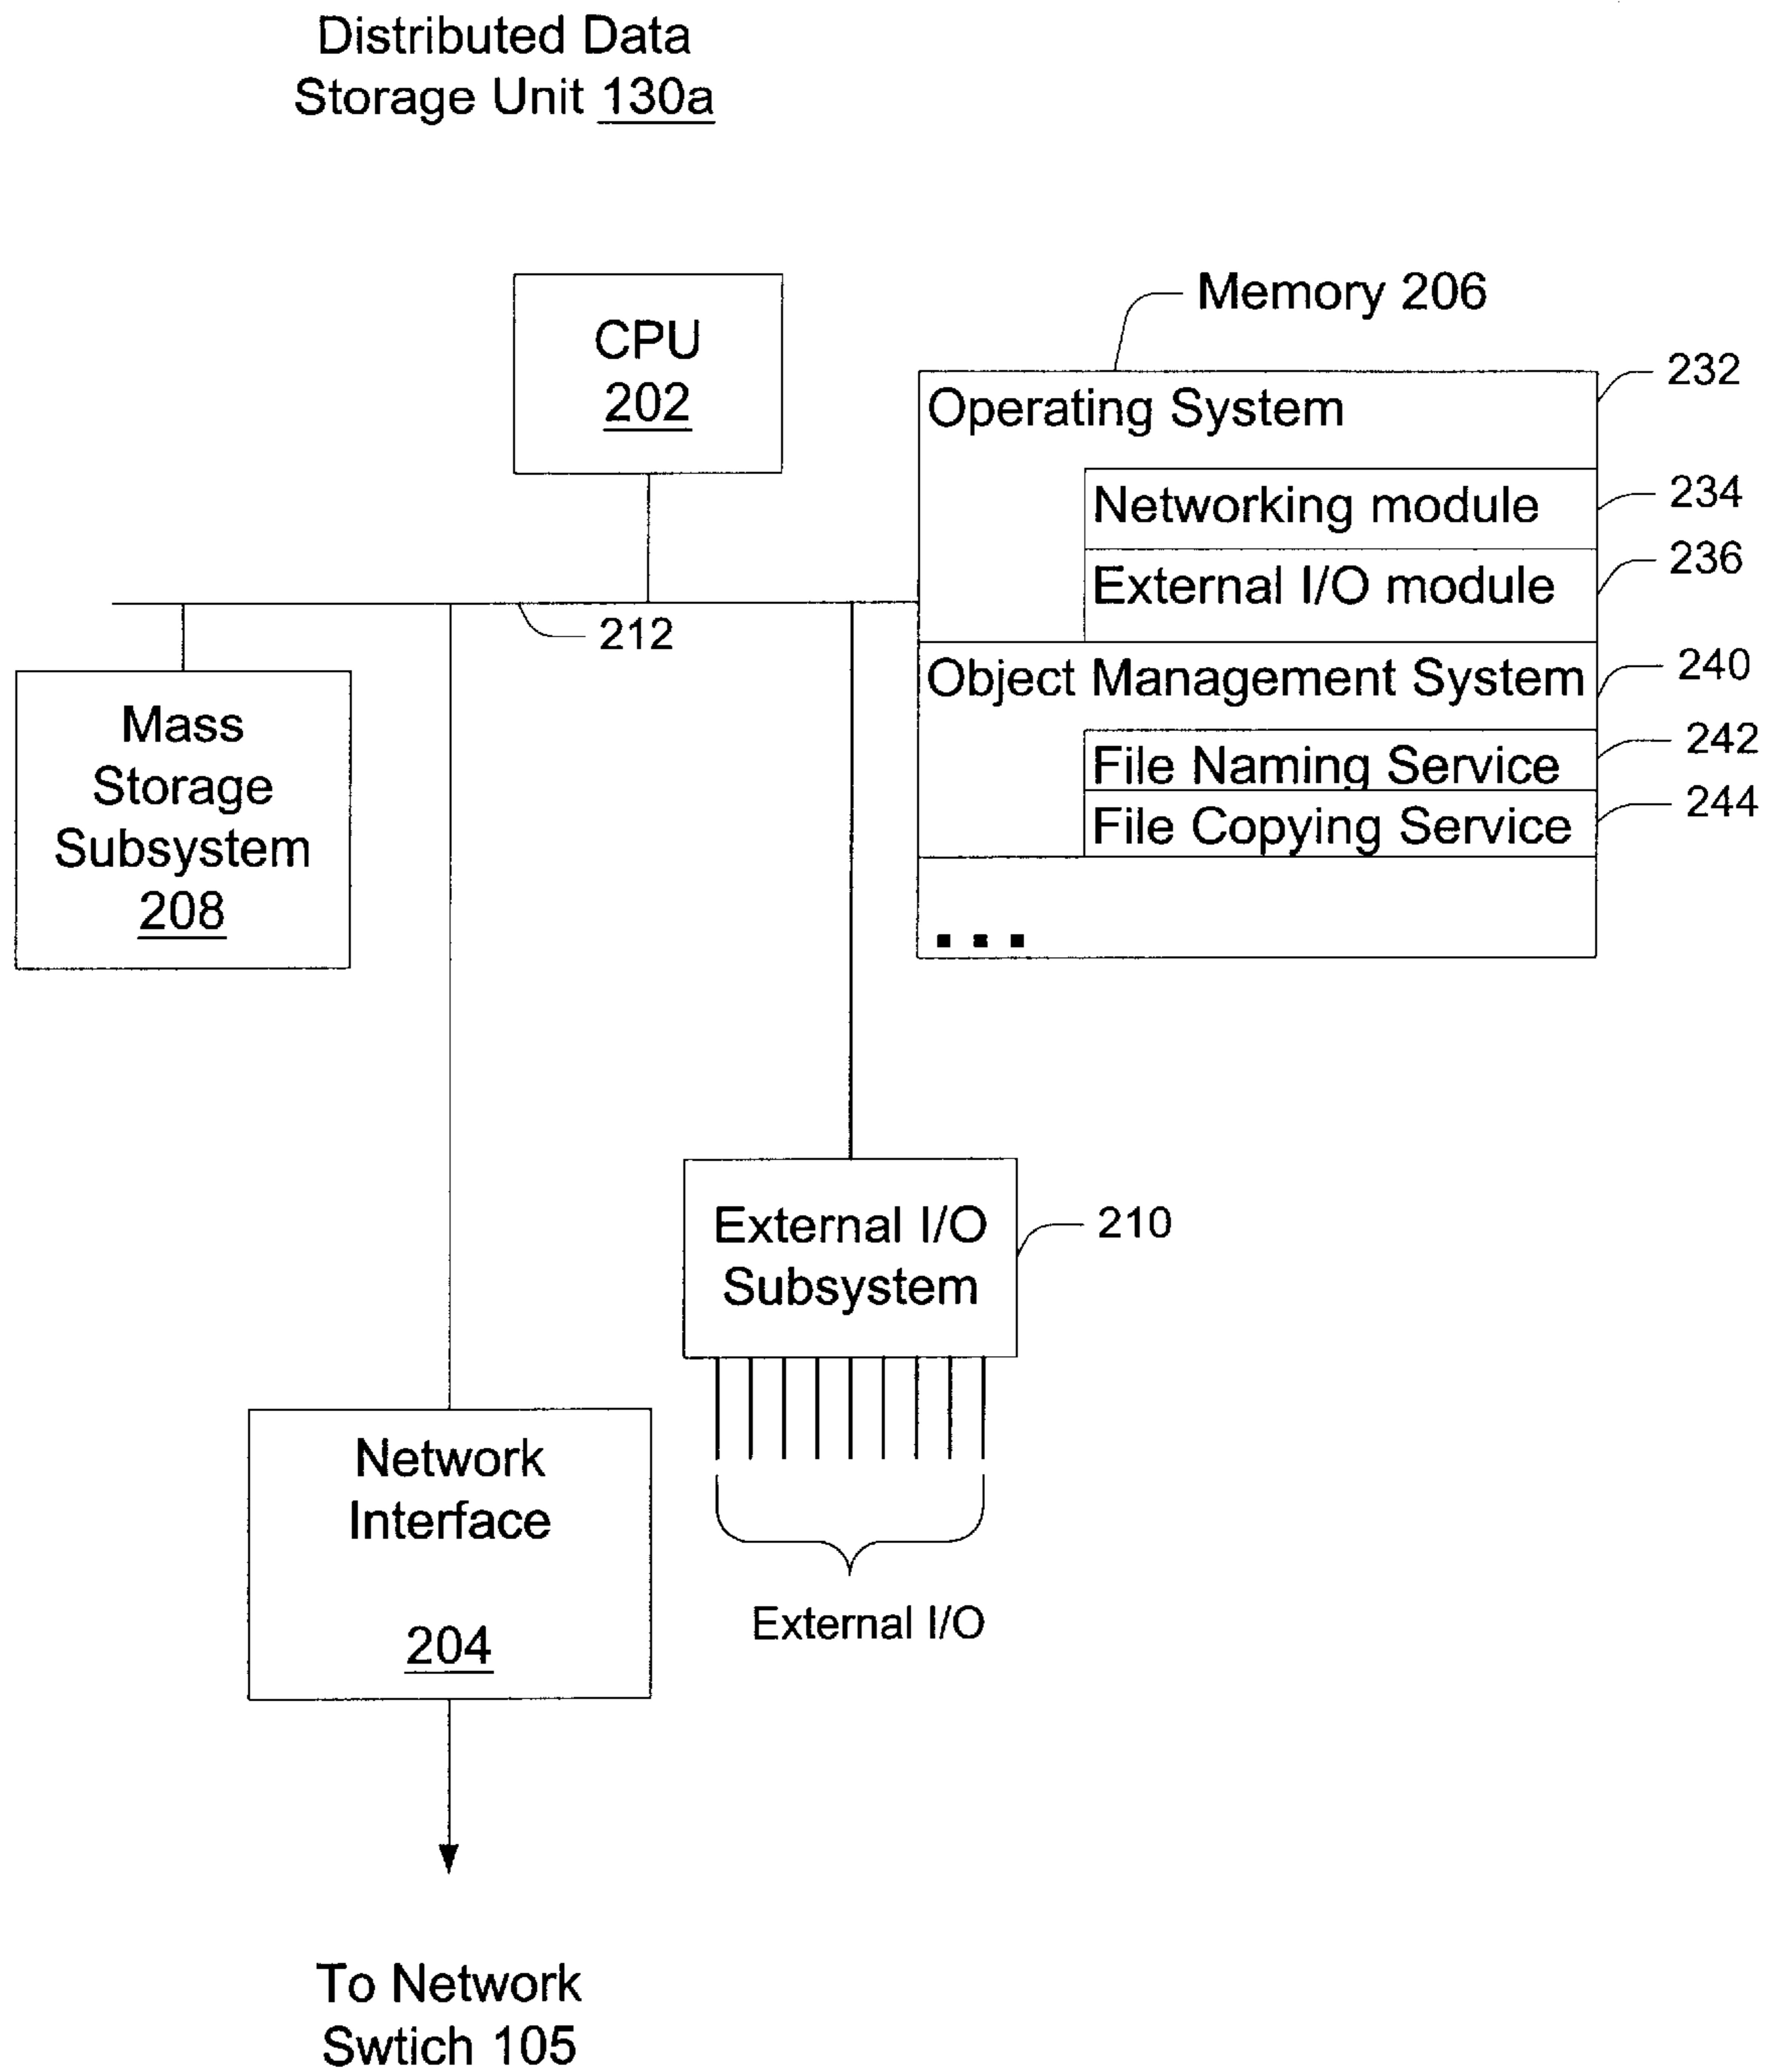 Distributed Data
Storage Unit 130a
CPU
202
Memory 206
Operating System
232
Networking module
234
External I/O module
236
212
Object Management System
240
File Naming Service
242
File Copying Service
244
. . .
Mass
Storage
Subsystem
208
External I/O
Subsystem
210
External I/O
Network
Interface
204
To Network
Swtich 105